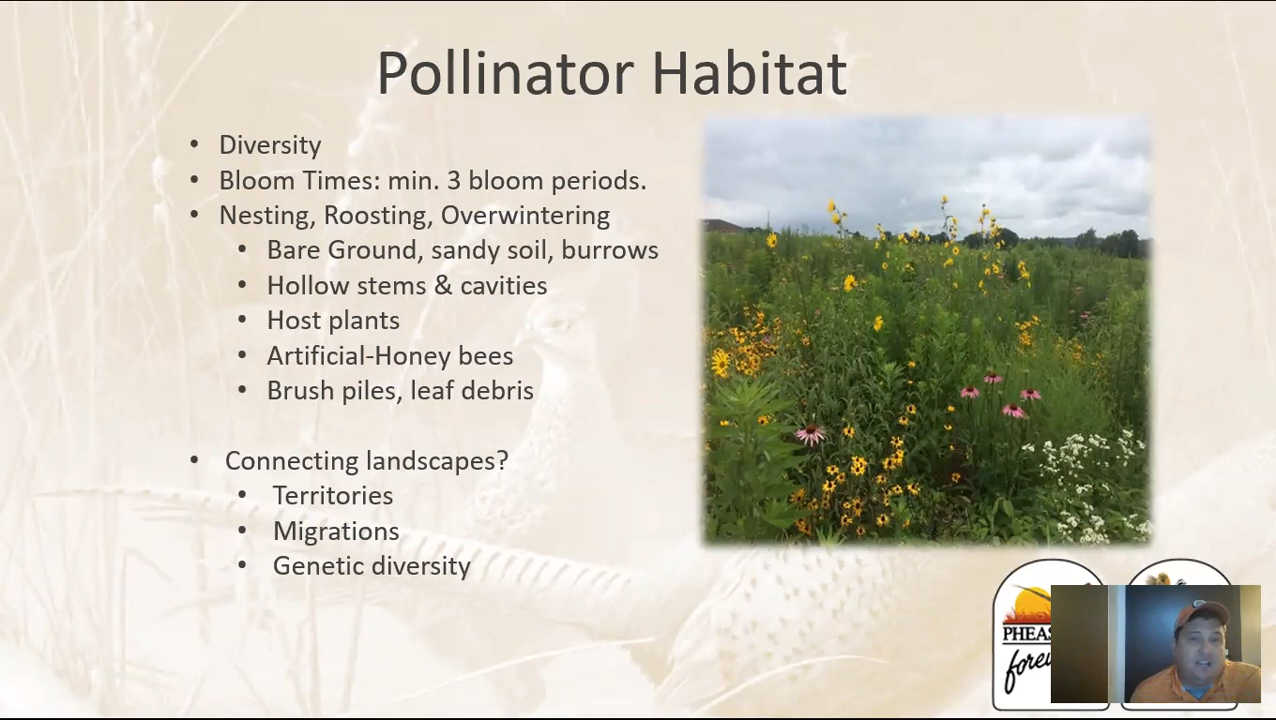 Pollinator Habitat
• Diversity
• Bloom Times: min. 3 bloom periods.
• Nesting, Roosting, Overwintering
• Bare Ground, sandy soil, burrows
• Hollow stems & cavities
• Host plants
• Artificial-Honey bees
• Brush piles, leaf debris
• Connecting landscapes?
• Territories
• Migrations
• Genetic diversity